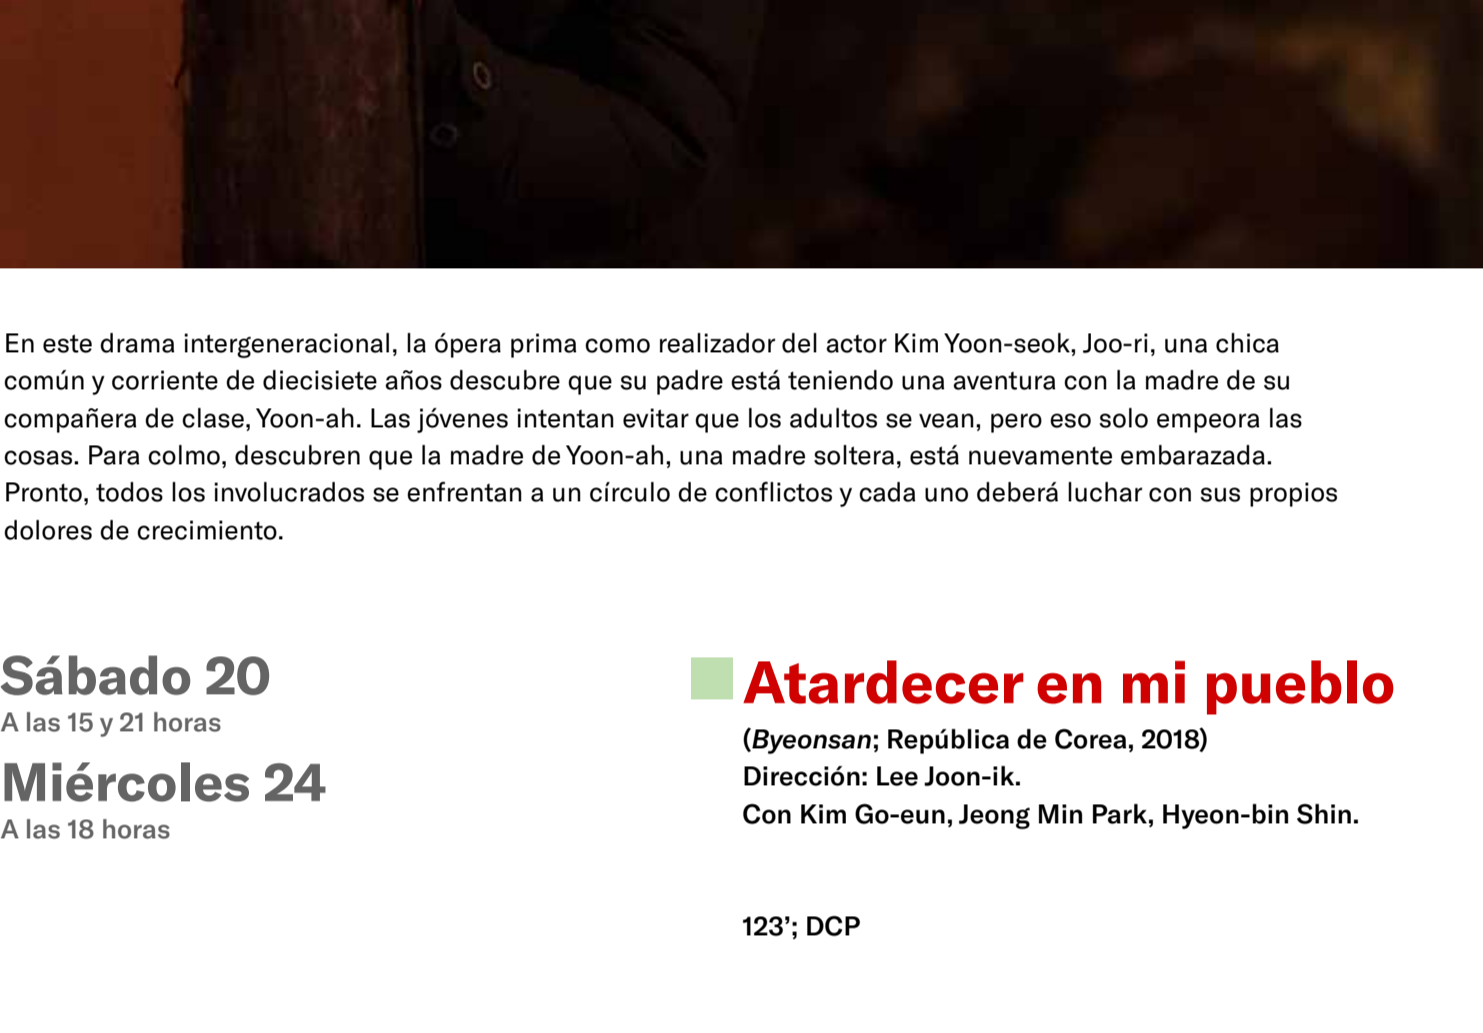 En este drama intergeneracional, la ópera prima como realizador del actor Kim Yoon-seok, Joo-ri, una chica
común y corriente de diecisiete años descubre que su padre está teniendo una aventura con la madre de su
compañera de clase, Yoon-ah. Las jóvenes intentan evitar que los adultos se vean, pero eso solo empeora las
cosas. Para colmo, descubren que la madre de Yoon-ah, una madre soltera, está nuevamente embarazada.
Pronto, todos los involucrados se enfrentan a un círculo de conflictos y cada uno deberá luchar con sus propios
dolores de crecimiento.
Sábado 20
A las 15 y 21 horas
Miércoles 24
A las 18 horas
Atardecer en mi pueblo
(Byeonsan; República de Corea, 2018)
Dirección: Lee Joon-ik.
Con Kim Go-eun, Jeong Min Park, Hyeon-bin Shin.
123’; DCP